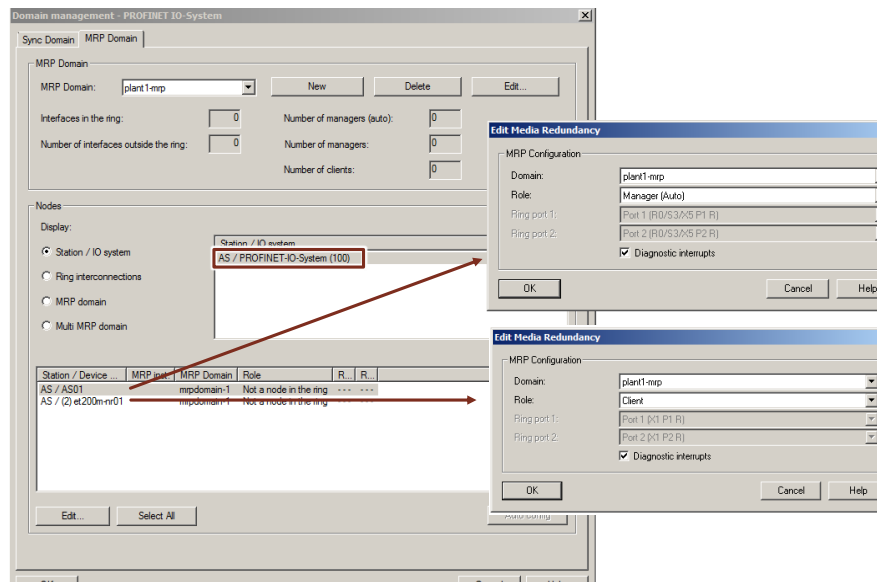 Domain management - PROFINET IO-System
Sync Domain
MRP Domain
MRP Domain
MRP Domain:
plant1-mrp
New
Delete
Edit...
Interfaces in the ring:
0
Number of managers (auto):
0
Number of interfaces outside the ring:
0
Number of managers:
0
Number of clients:
0
Nodes
Display:
Station / IO system
Ring interconnections
MRP domain
Multi MRP domain
Station / IO system
AS / PROFINET-IO-System (100)
Station / Device ... MRP inst. MRP Domain Role R... R...
AS / AS01 mrpdomain-1 Not a node in the ring --- ---
AS / (2) et200m-nr01 mrpdomain-1 Not a node in the ring --- ---
Edit...
Select All
Auto Config
Edit Media Redundancy
MRP Configuration
Domain:
plant1-mrp
Role:
Manager (Auto)
Ring port 1:
Port 1 (R0/S3/X5 P1 R)
Ring port 2:
Port 2 (R0/S3/X5 P2 R)
Diagnostic interrupts
OK
Cancel
Help
Edit Media Redundancy
MRP Configuration
Domain:
plant1-mrp
Role:
Client
Ring port 1:
Port 1 (X1 P1 R)
Ring port 2:
Port 2 (X1 P2 R)
Diagnostic interrupts
OK
Cancel
Help